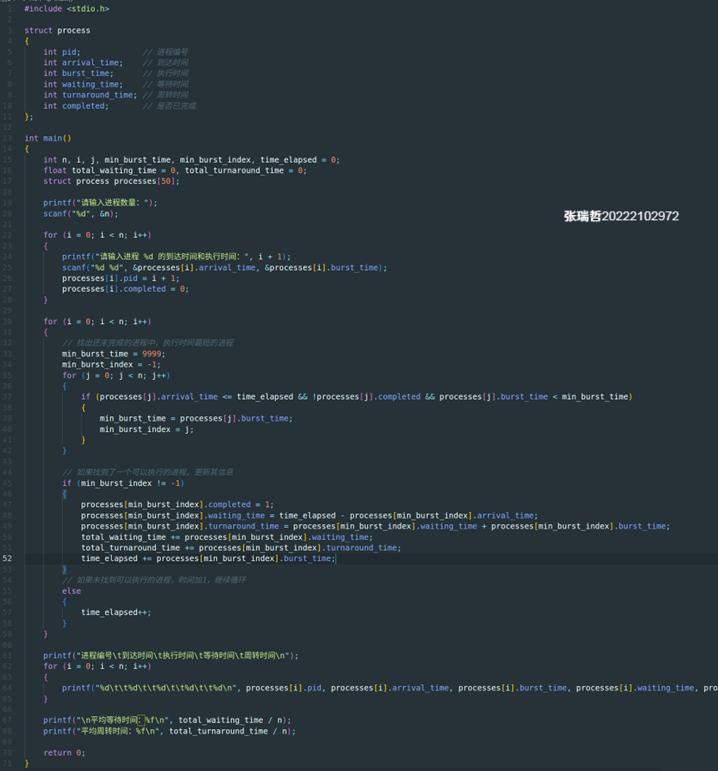 1 #include <stdio.h>
2
3 struct process
4 {
5 int pid; // 进程编号
6 int arrival_time; // 到达时间
7 int burst_time; // 执行时间
8 int waiting_time; // 等待时间
9 int turnaround_time; // 周转时间
10 int completed; // 是否已完成
11 };
12
13 int main()
14 {
15 int n, i, j, min_burst_time, min_burst_index, time_elapsed = 0;
16 float total_waiting_time = 0, total_turnaround_time = 0;
17 struct process processes[50];
18
19 printf("请输入进程数量: ");
张瑞哲20222102972
20 scanf("%d", &n);
21
22 for (i = 0; i < n; i++)
23 {
24 printf("请输入进程 %d 的到达时间和执行时间: ", i + 1);
25 scanf("%d %d", &processes[i].arrival_time, &processes[i].burst_time);
26 processes[i].pid = i + 1;
27 processes[i].completed = 0;
28 }
29
30 for (i = 0; i < n; i++)
31 {
32 // 找出还未完成的进程中，执行时间最短的进程
33 min_burst_time = 9999;
34 min_burst_index = -1;
35 for (j = 0; j < n; j++)
36 {
37 if (processes[j].arrival_time <= time_elapsed && !processes[j].completed && processes[j].burst_time < min_burst_time)
38 {
39 min_burst_time = processes[j].burst_time;
40 min_burst_index = j;
41 }
42 }
43
44 // 如果找到了一个可以执行的进程，更新其信息
45 if (min_burst_index != -1)
46 {
47 processes[min_burst_index].completed = 1;
48 processes[min_burst_index].waiting_time = time_elapsed - processes[min_burst_index].arrival_time;
49 processes[min_burst_index].turnaround_time = processes[min_burst_index].waiting_time + processes[min_burst_index].burst_time;
50 total_waiting_time += processes[min_burst_index].waiting_time;
51 total_turnaround_time += processes[min_burst_index].turnaround_time;
52 time_elapsed += processes[min_burst_index].burst_time;
53 }
54 // 如果未找到可以执行的进程，时间加1，继续循环
55 else
56 {
57 time_elapsed++;
58 }
59 }
60
61 printf("进程编号\t到达时间\t执行时间\t等待时间\t周转时间\n");
62 for (i = 0; i < n; i++)
63 {
64 printf("%d\t\t%d\t\t%d\t\t%d\t\t%d\n", processes[i].pid, processes[i].arrival_time, processes[i].burst_time, processes[i].waiting_time, pro
65 }
66
67 printf("\n平均等待时间：%f\n", total_waiting_time / n);
68 printf("平均周转时间: %f\n", total_turnaround_time / n);
69
70 return 0;
71 }